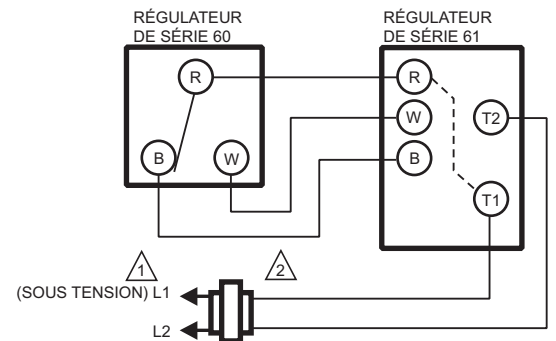 RÉGULATEUR
DE SÉRIE 60
RÉGULATEUR
DE SÉRIE 61
R
R
W
T2
B
W
B
T1
1
2
(SOUS TENSION) L1
L2